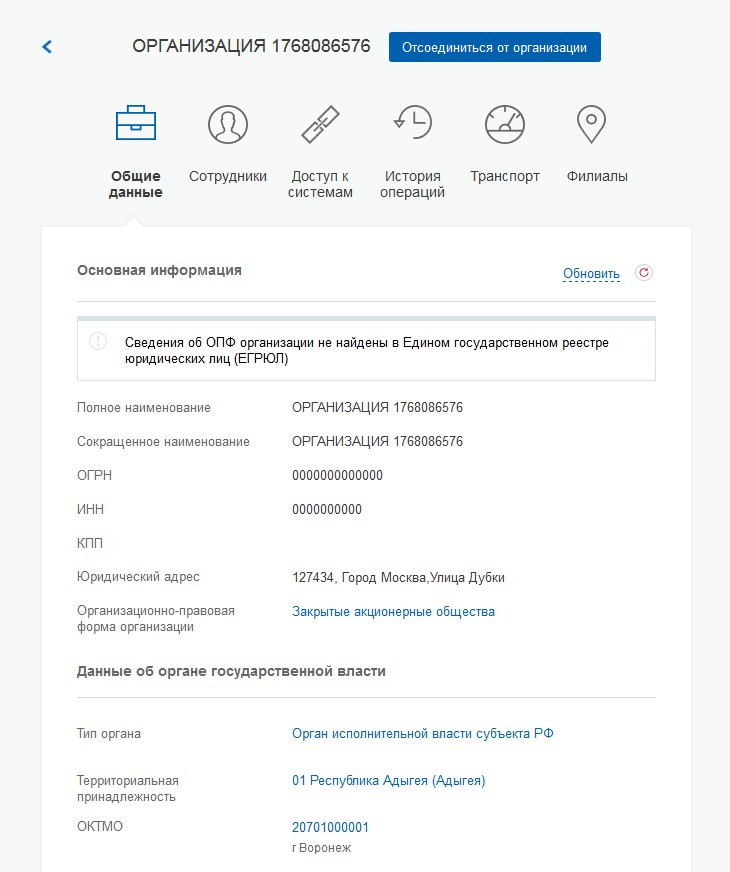 ОРГАНИЗАЦИЯ 1768086576
Отсоединиться от организации
Общие данные
Сотрудники
Доступ к системам
История операций
Транспорт
Филиалы
Основная информация
Обновить
Сведения об ОПФ организации не найдены в Едином государственном реестре
юридических лиц (ЕГРЮЛ)
Полное наименование
ОРГАНИЗАЦИЯ 1768086576
Сокращенное наименование
ОРГАНИЗАЦИЯ 1768086576
ОГРН
0000000000000
ИНН
0000000000
КПП
Юридический адрес
127434, Город Москва,Улица Дубки
Организационно-правовая
форма организации
Закрытые акционерные общества
Данные об органе государственной власти
Тип органа
Орган исполнительной власти субъекта РФ
Территориальная
принадлежность
01 Республика Адыгея (Адыгея)
ОКТМО
20701000001
г Воронеж